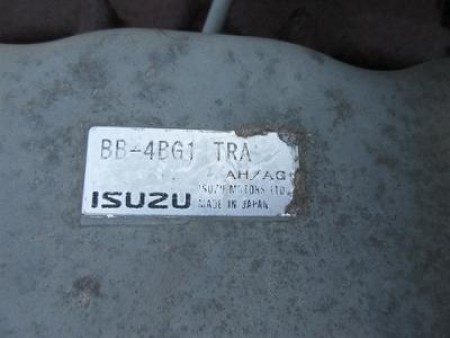 BB-4BG1 TRA
AH/AG
ISUZU MOTORS LTD
ISUZU
MADE IN JAPAN